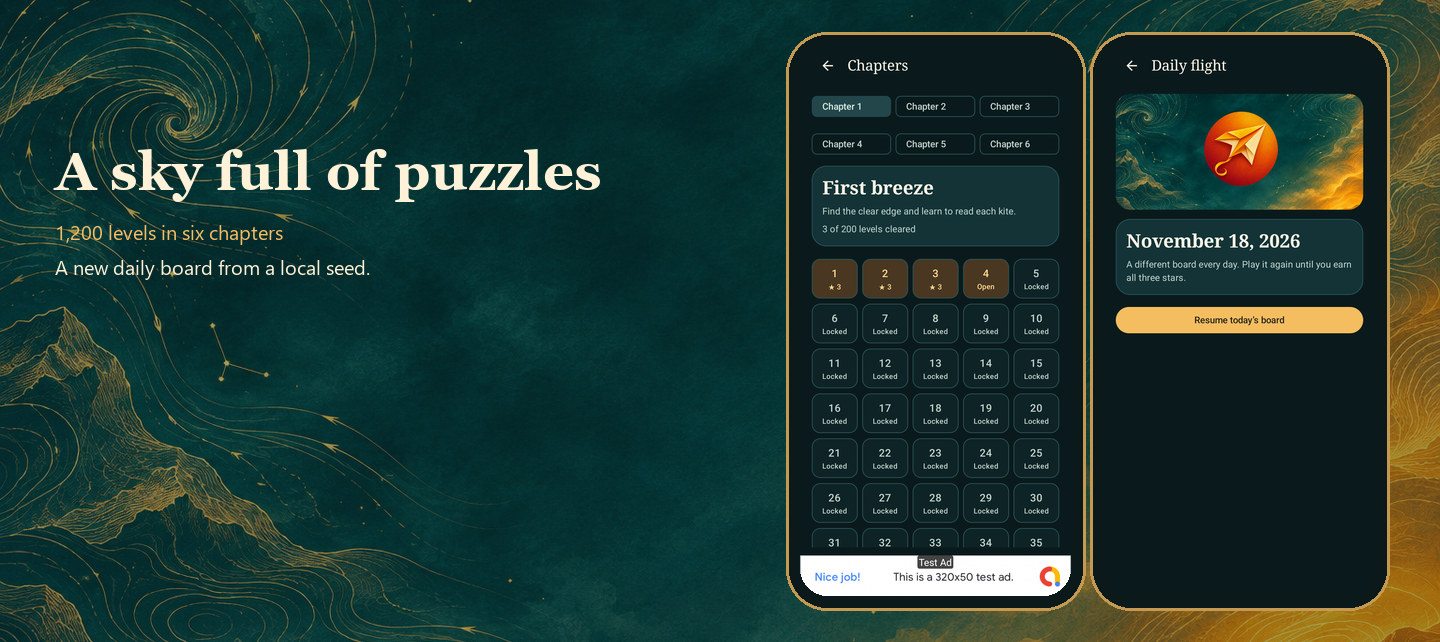 A sky full of puzzles
1,200 levels in six chapters
A new daily board from a local seed.
Chapters
Chapter 1
Chapter 2
Chapter 3
Chapter 4
Chapter 5
Chapter 6
First breeze
Find the clear edge and learn to read each kite.
3 of 200 levels cleared
1 2 3 4 5
★ 3 ★ 3 ★ 3 Open Locked
6 7 8 9 10
Locked Locked Locked Locked Locked
11 12 13 14 15
Locked Locked Locked Locked Locked
16 17 18 19 20
Locked Locked Locked Locked Locked
21 22 23 24 25
Locked Locked Locked Locked Locked
26 27 28 29 30
Locked Locked Locked Locked Locked
31 32 33 34 35
Test Ad
Nice job! This is a 320x50 test ad.
Daily flight
November 18, 2026
A different board every day. Play it again until you earn
all three stars.
Resume today's board